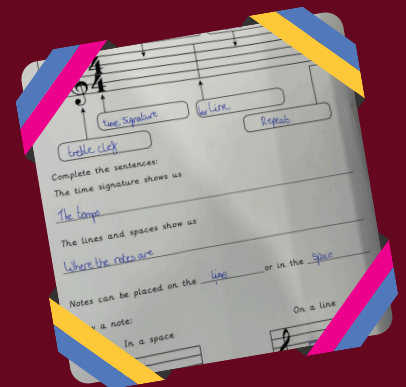 time Signature
Line
Repeat
treble clef
Complete the sentences:
The time signature shows us
The tempo
The lines and spaces show us
Where the notes are
Notes can be placed on the line or in the space
a note:
In a space
On a line